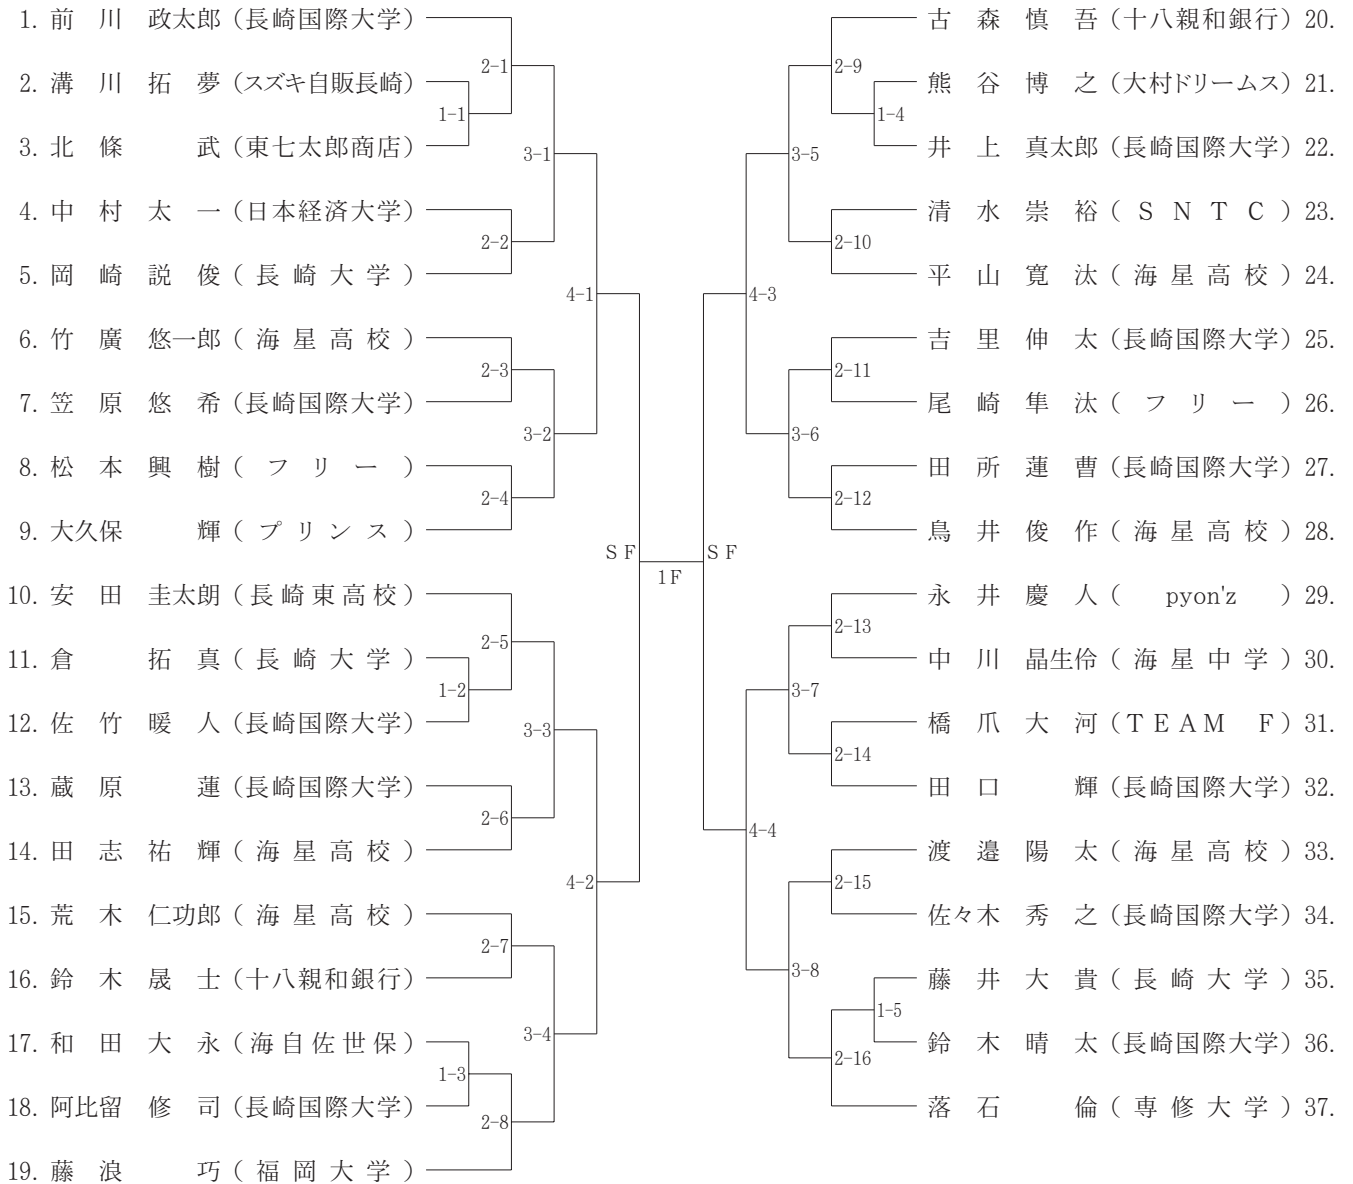 1. 前川 政太郎 (長崎国際大学)
2. 溝川 拓夢 (スズキ自販長崎)
3. 北條 武 (東七太郎商店)
4. 中村 太一 (日本経済大学)
5. 岡崎 説俊 (長崎大学)
6. 竹廣 悠一郎 (海星高校)
7. 笠原 悠希 (長崎国際大学)
8. 松本 興樹 (フリー)
9. 大久保 輝 (プリンス)
10. 安田 圭太朗 (長崎東高校)
11. 倉 拓真 (長崎大学)
12. 佐竹 暖人 (長崎国際大学)
13. 蔵原 蓮 (長崎国際大学)
14. 田志 祐輝 (海星高校)
15. 荒木 仁功郎 (海星高校)
16. 鈴木 晟士 (十八親和銀行)
17. 和田 大永 (海自佐世保)
18. 阿比留 修司 (長崎国際大学)
19. 藤浪 巧 (福岡大学)
1-1
1-2
1-3
2-1
2-2
2-3
2-4
2-5
2-6
2-7
2-8
3-1
3-2
3-3
3-4
4-1
4-2
SF
1F
SF
4-3
4-4
3-5
3-6
3-7
3-8
2-9
2-10
2-11
2-12
2-13
2-14
2-15
2-16
1-4
1-5
古森 慎吾 (十八親和銀行) 20.
熊谷 博之 (大村ドリームス) 21.
井上 真太郎 (長崎国際大学) 22.
清水 崇裕 (SNTC) 23.
平山 寛汰 (海星高校) 24.
吉里 伸太 (長崎国際大学) 25.
尾崎 隼汰 (フリー) 26.
田所 蓮曹 (長崎国際大学) 27.
鳥井 俊作 (海星高校) 28.
永井 慶人 (pyon'z) 29.
中川 晶生伶 (海星中学) 30.
橋爪 大河 (TEAM F) 31.
田口 輝 (長崎国際大学) 32.
渡邉 陽太 (海星高校) 33.
佐々木 秀之 (長崎国際大学) 34.
藤井 大貴 (長崎大学) 35.
鈴木 晴太 (長崎国際大学) 36.
落石 倫 (専修大学) 37.